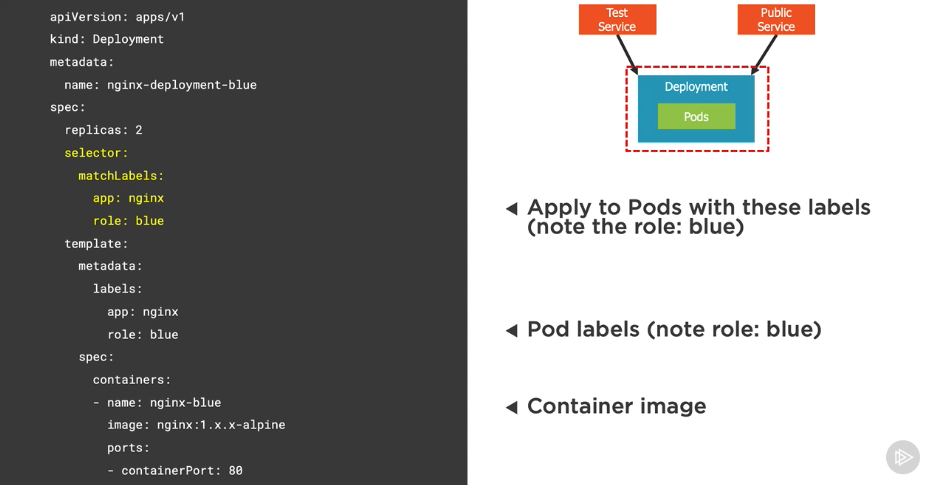 apiVersion: apps/v1
kind: Deployment
metadata:
  name: nginx-deployment-blue
spec:
  replicas: 2
  selector:
    matchLabels:
      app: nginx
      role: blue
  template:
    metadata:
      labels:
        app: nginx
        role: blue
    spec:
      containers:
      - name: nginx-blue
        image: nginx:1.x.x-alpine
        ports:
        - containerPort: 80
Test
Service
Public
Service
Deployment
Pods
Apply to Pods with these labels
(note the role: blue)
Pod labels (note role: blue)
Container image